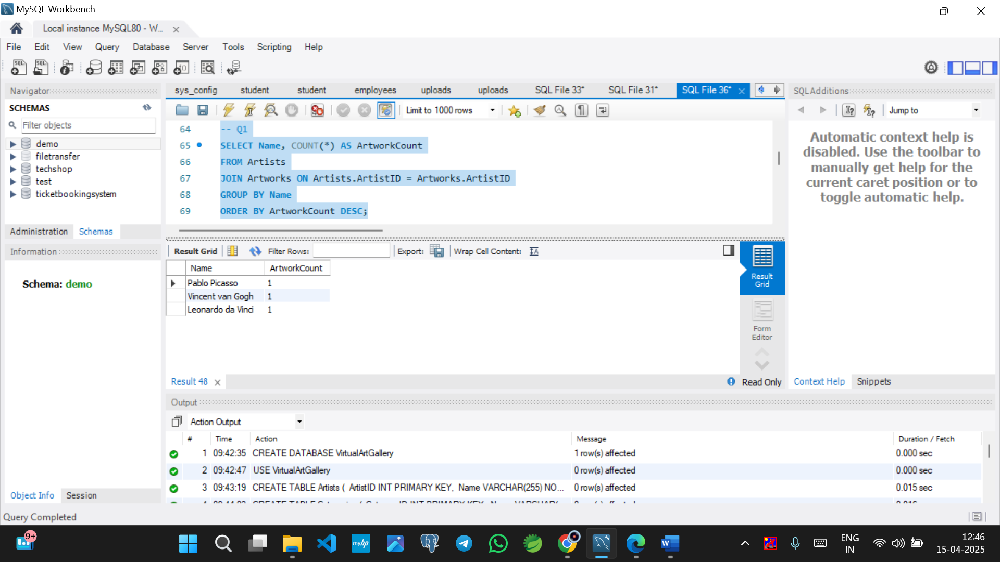 MySQL Workbench
Local instance MySQL80 - W...
File Edit View Query Database Server Tools Scripting Help
Navigator
SCHEMAS
Filter objects
demo
filetransfer
techshop
test
ticketbookingsystem
Administration Schemas
Information
Schema: demo
Object Info Session
sys_config student student employees uploads uploads SQL File 33* SQL File 31* SQL File 36*
Limit to 1000 rows
64 -- Q1
65 SELECT Name, COUNT(*) AS ArtworkCount
66 FROM Artists
67 JOIN Artworks ON Artists.ArtistID = Artworks.ArtistID
68 GROUP BY Name
69 ORDER BY ArtworkCount DESC;
Result Grid Filter Rows: Export: Wrap Cell Content:
Name ArtworkCount
Pablo Picasso 1
Vincent van Gogh 1
Leonardo da Vinci 1
Result
Grid
Form
Editor
Result 48 Read Only
SQLAdditions
Jump to
Automatic context help is
disabled. Use the toolbar to
manually get help for the
current caret position or to
toggle automatic help.
Context Help Snippets
Output
Action Output
# Time Action Message Duration / Fetch
1 09:42:35 CREATE DATABASE VirtualArtGallery 1 row(s) affected 0.000 sec
2 09:42:47 USE VirtualArtGallery 0 row(s) affected 0.000 sec
3 09:43:19 CREATE TABLE Artists ( ArtistID INT PRIMARY KEY, Name VARCHAR(255) NO... 0 row(s) affected 0.015 sec
Query Completed
9+
myhp
W
ENG
IN
12:46
15-04-2025